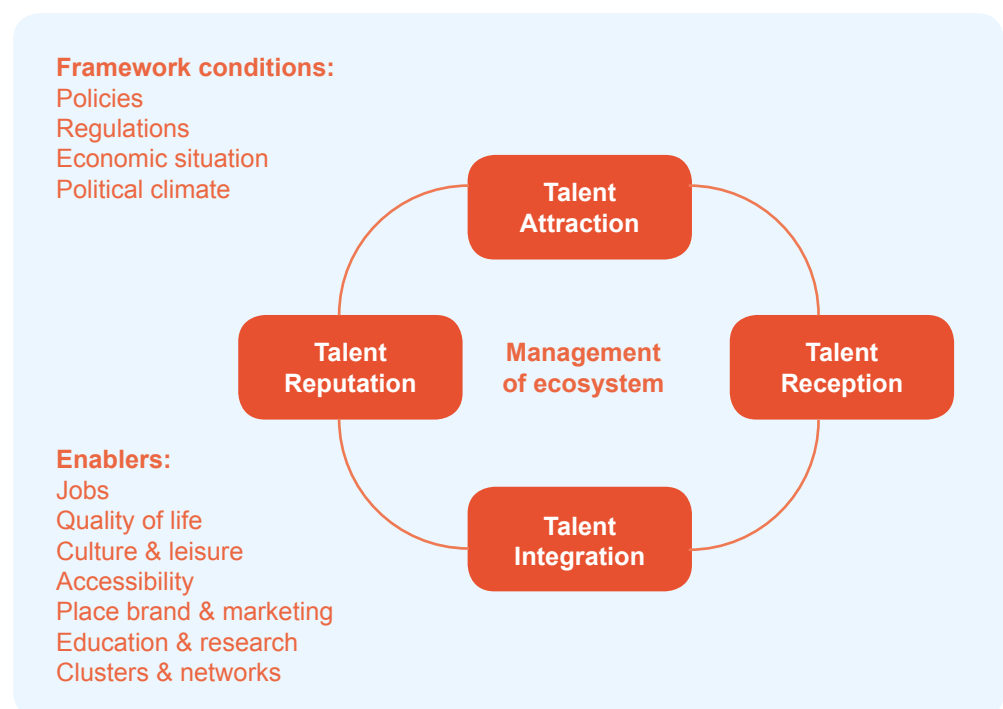 Framework conditions:
Policies
Regulations
Economic situation
Political climate
Talent
Attraction
Talent
Reputation
Management
of ecosystem
Talent
Reception
Enablers:
Jobs
Quality of life
Culture & leisure
Accessibility
Place brand & marketing
Education & research
Clusters & networks
Talent
Integration